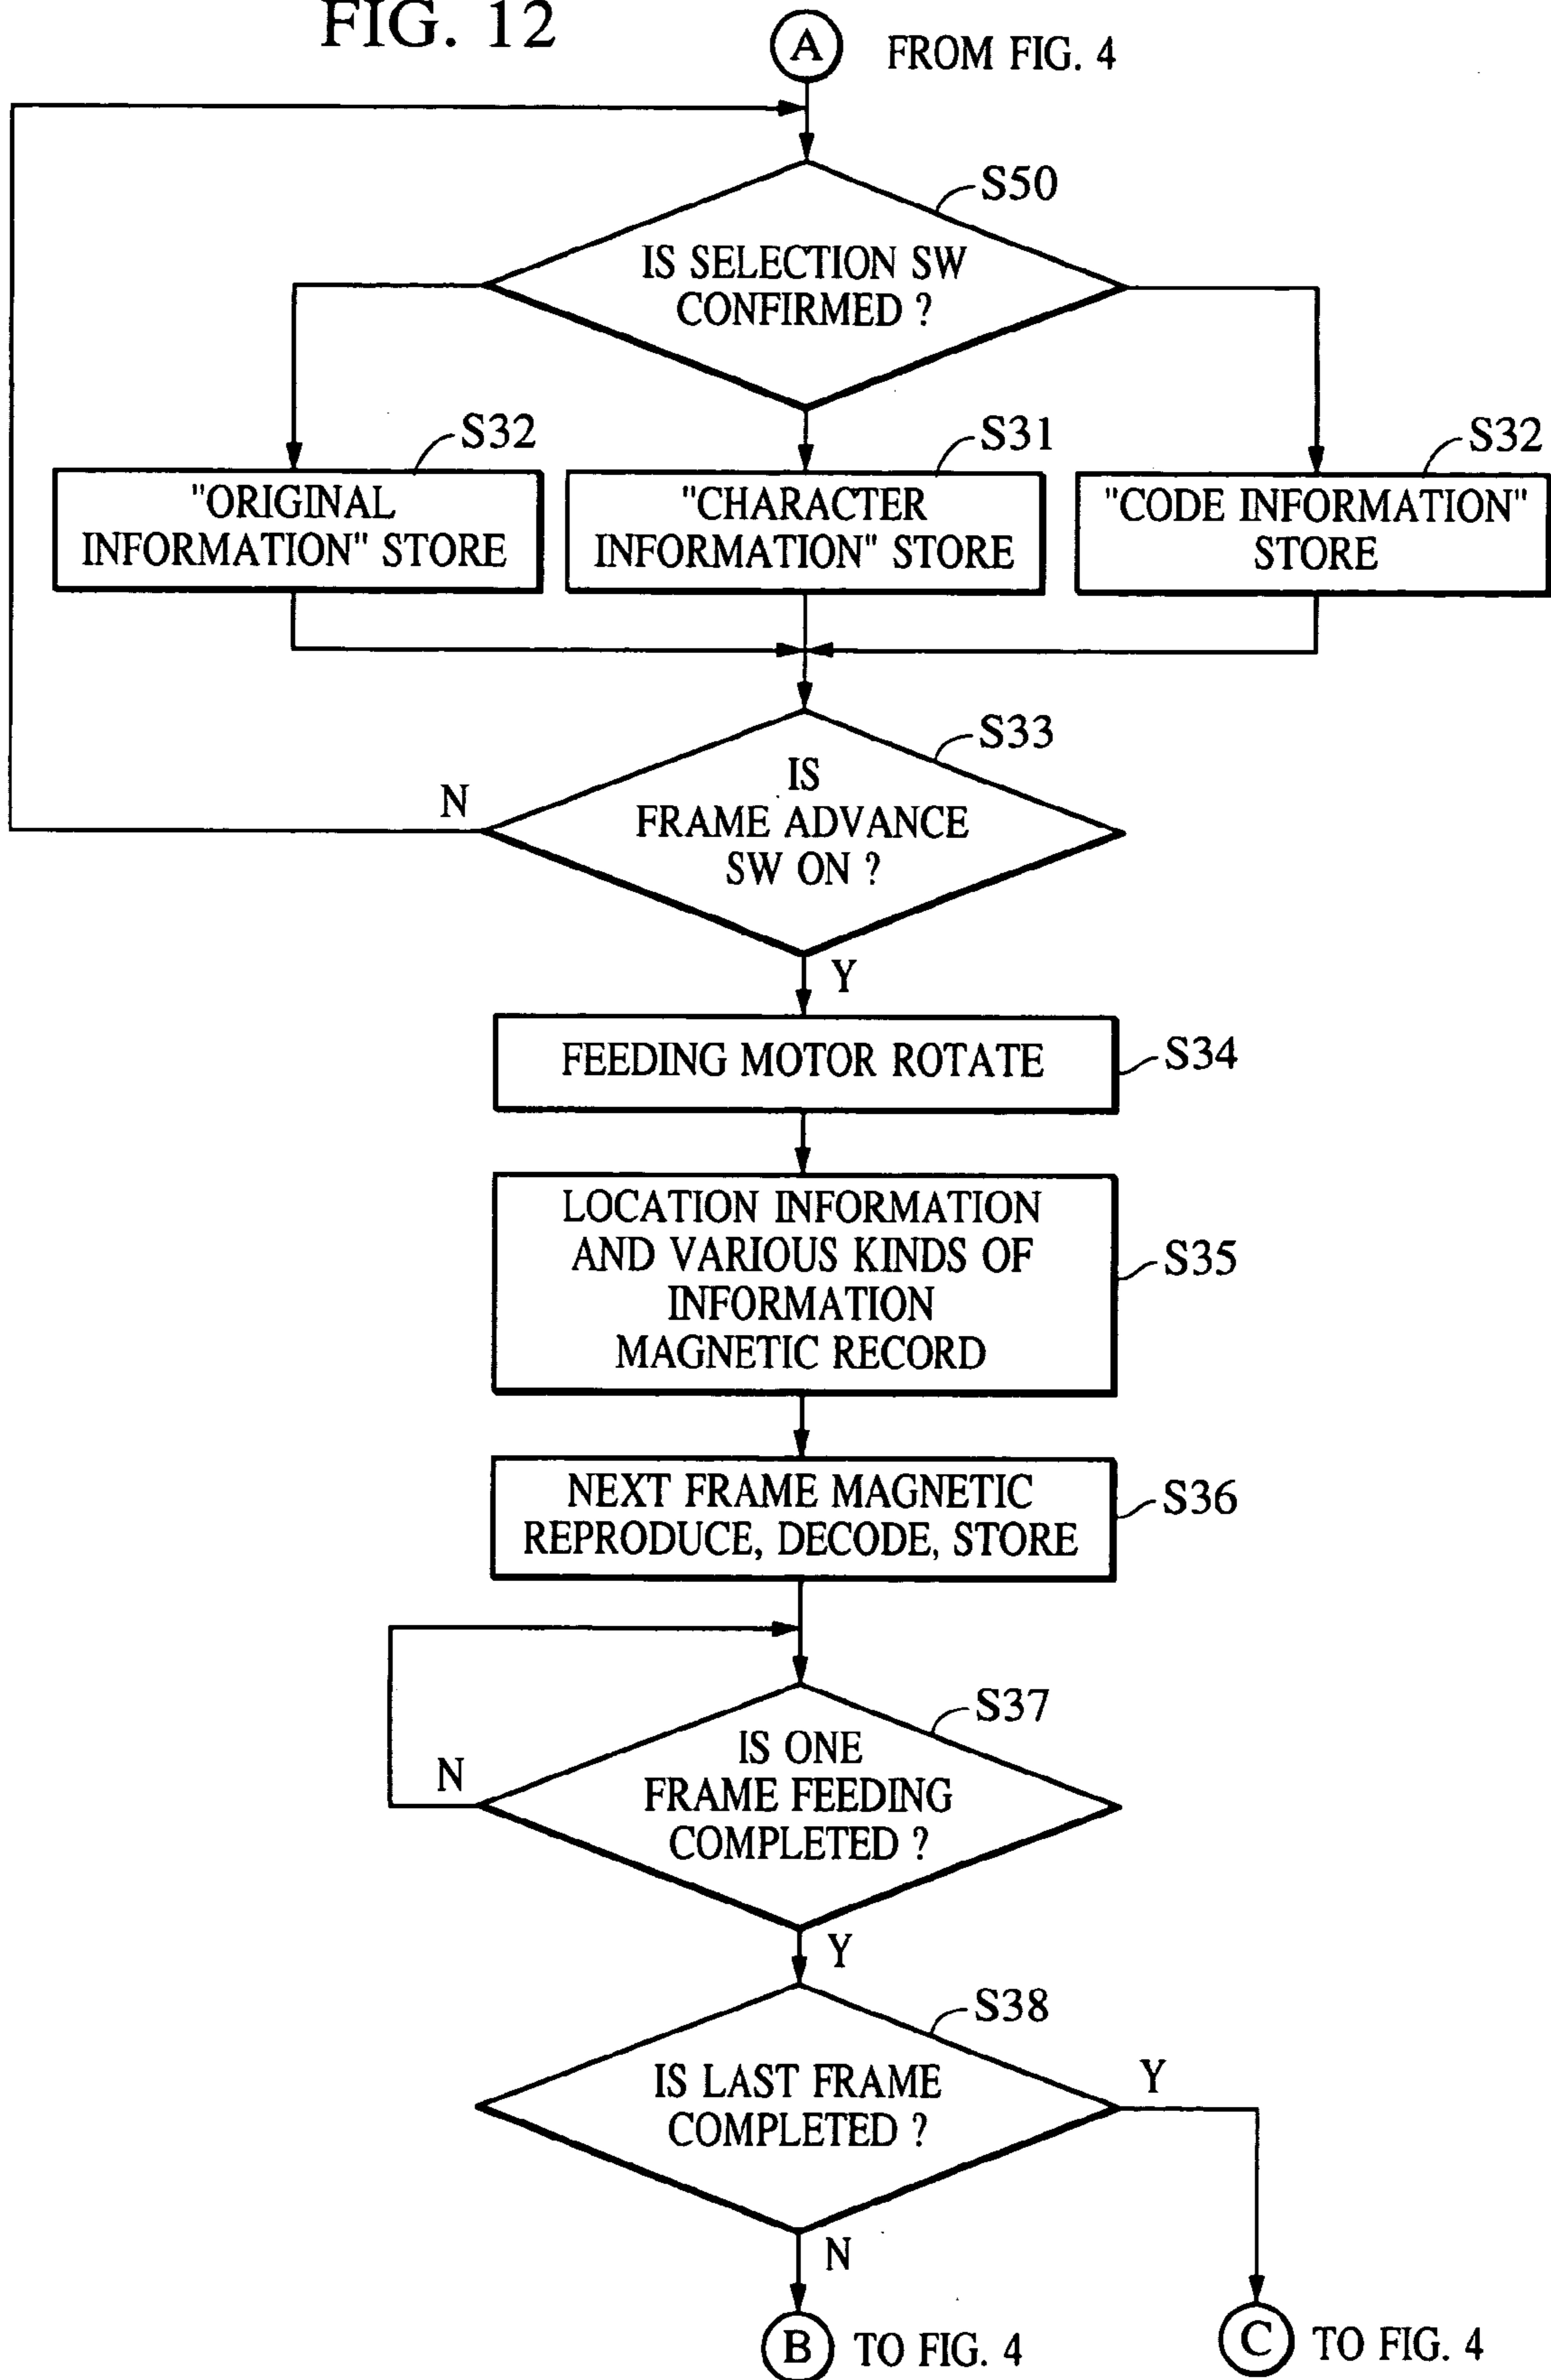 FIG. 12
A
FROM FIG. 4
S50
IS SELECTION SW
CONFIRMED ?
S32
"ORIGINAL
INFORMATION" STORE
S31
"CHARACTER
INFORMATION" STORE
S32
"CODE INFORMATION"
STORE
S33
IS
FRAME ADVANCE
SW ON ?
N
Y
FEEDING MOTOR ROTATE
S34
LOCATION INFORMATION
AND VARIOUS KINDS OF
INFORMATION
MAGNETIC RECORD
S35
NEXT FRAME MAGNETIC
REPRODUCE, DECODE, STORE
S36
S37
IS ONE
FRAME FEEDING
COMPLETED ?
N
Y
S38
IS LAST FRAME
COMPLETED ?
Y
N
B
TO FIG. 4
C
TO FIG. 4